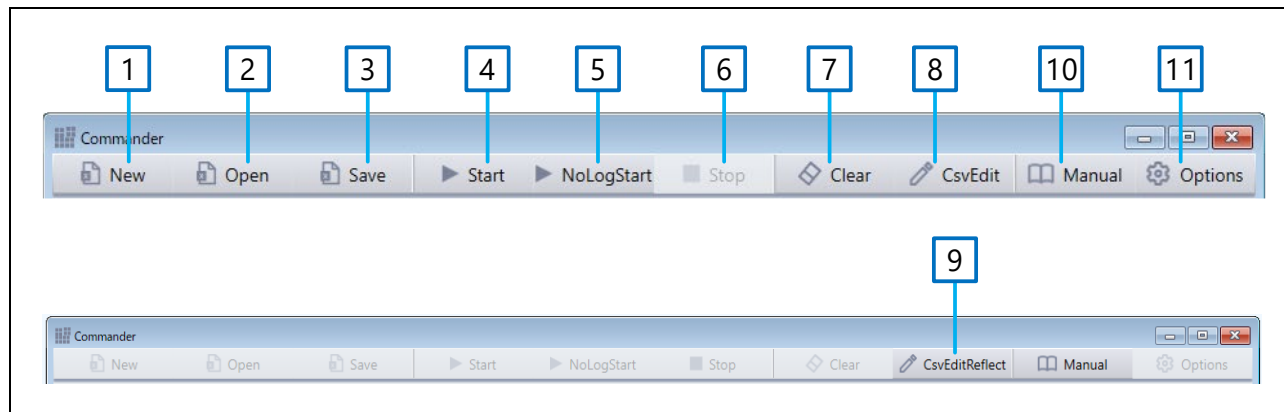 1 2 3 4 5 6 7 8 10 11
Commander
New Open Save Start NoLogStart Stop Clear CsvEdit Manual Options
9
Commander
New Open Save Start NoLogStart Stop Clear CsvEditReflect Manual Options